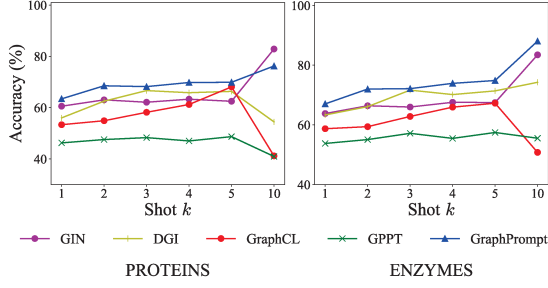 Accuracy (%)
100
80
60
40
1 2 3 4 5 10
Shot k
100
80
60
40
1 2 3 4 5 10
Shot k
GIN DGI GraphCL GPPT GraphPrompt
PROTEINS ENZYMES